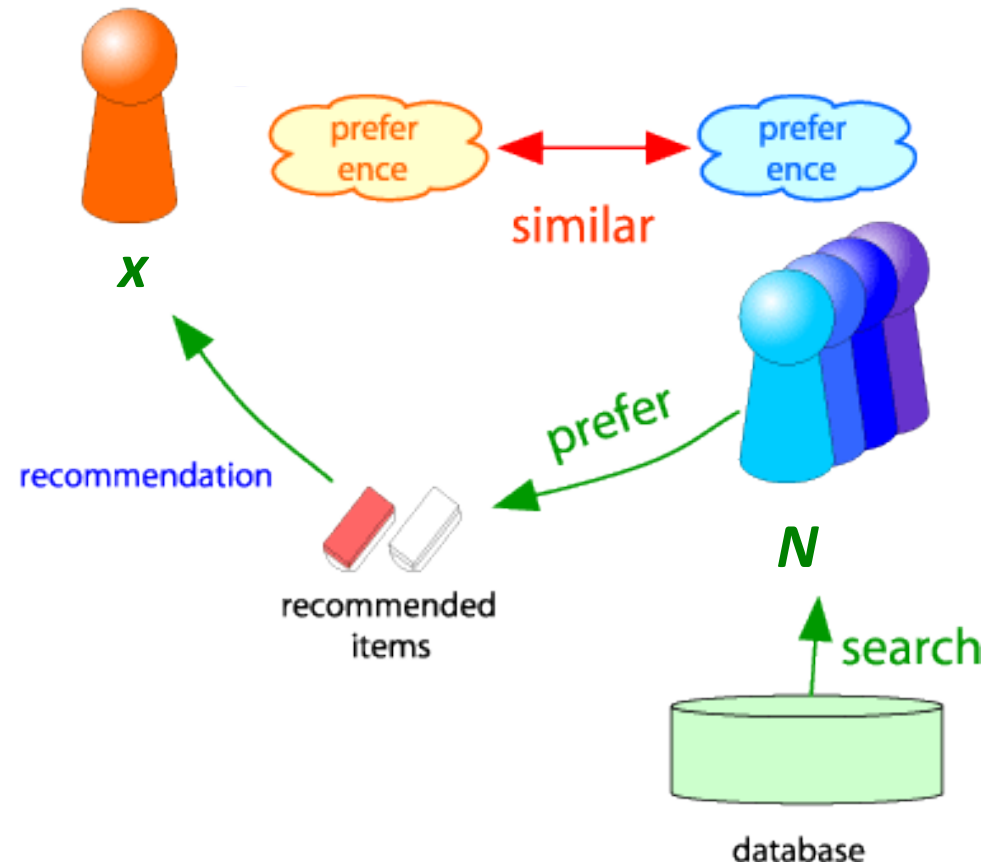 prefer
ence
prefer
ence
similar
x
prefer
recommendation
N
recommended
items
search
database